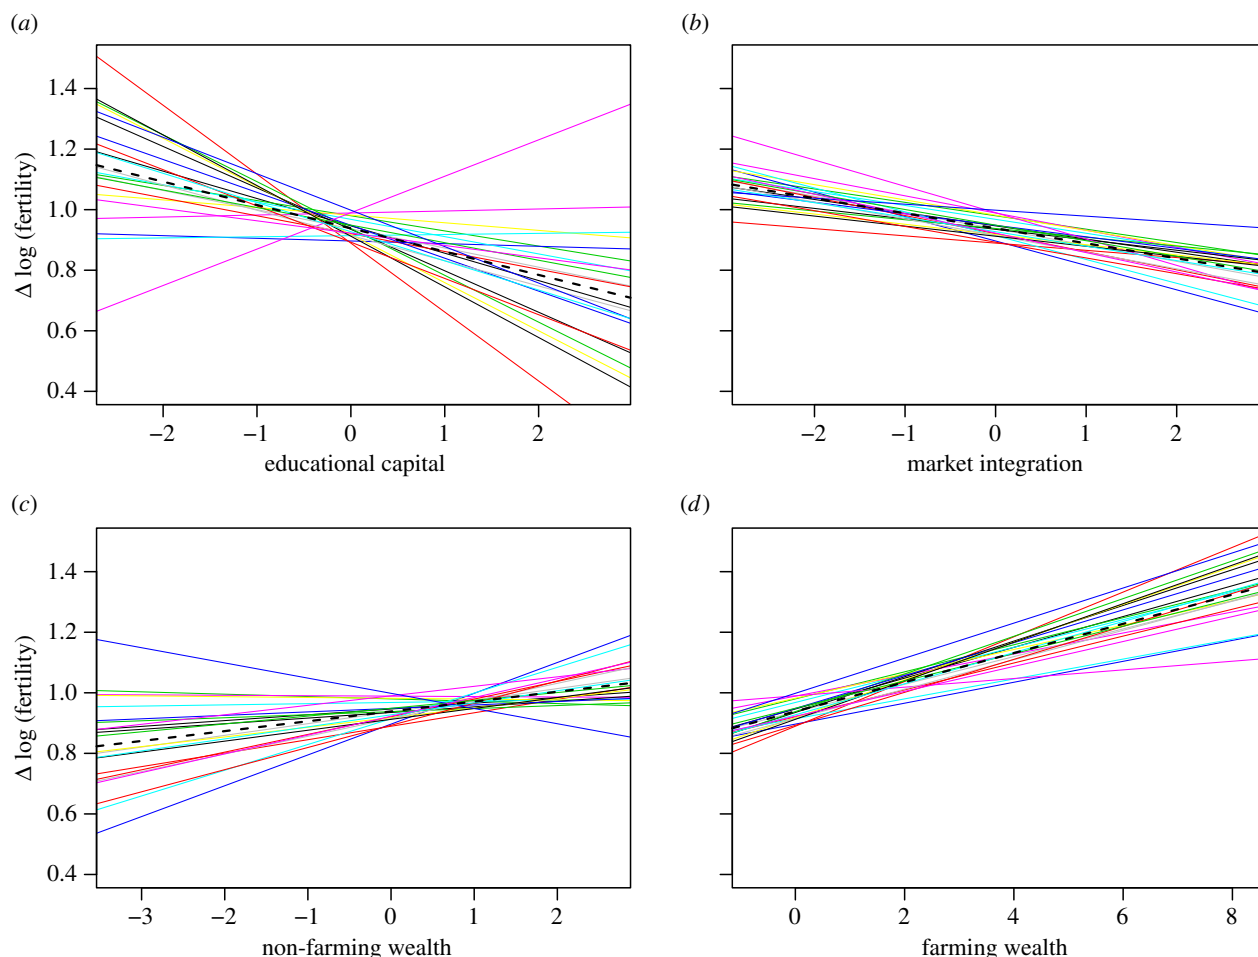 (a)
(b)
Δ log (fertility)
1.4
1.2
1.0
0.8
0.6
0.4
−2 −1 0 1 2
educational capital
−2 −1 0 1 2
market integration
(c)
(d)
Δ log (fertility)
1.4
1.2
1.0
0.8
0.6
0.4
−3 −2 −1 0 1 2
non-farming wealth
0 2 4 6 8
farming wealth